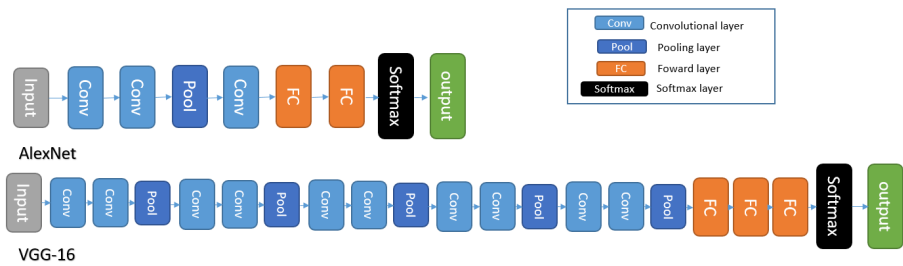 Conv Convolutional layer
Pool Pooling layer
FC Foward layer
Softmax Softmax layer
Input Conv Conv Pool Conv FC FC Softmax output
AlexNet
Input Conv Conv Pool Conv Conv Pool Conv Conv Pool Conv Conv Pool Conv Conv Pool FC FC FC Softmax output
VGG-16